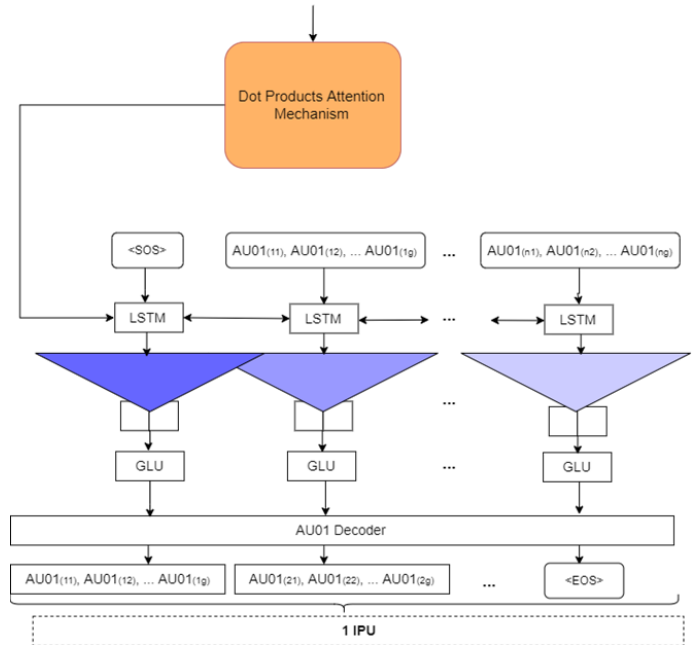 Dot Products Attention
Mechanism
<SOS>
AU01(11), AU01(12), ... AU01(1g)
...
AU01(n1), AU01(n2), ... AU01(ng)
LSTM
LSTM
...
LSTM
...
GLU
GLU
...
GLU
AU01 Decoder
AU01(11), AU01(12), ... AU01(1g)
AU01(21), AU01(22), ... AU01(2g)
...
<EOS>
1 IPU